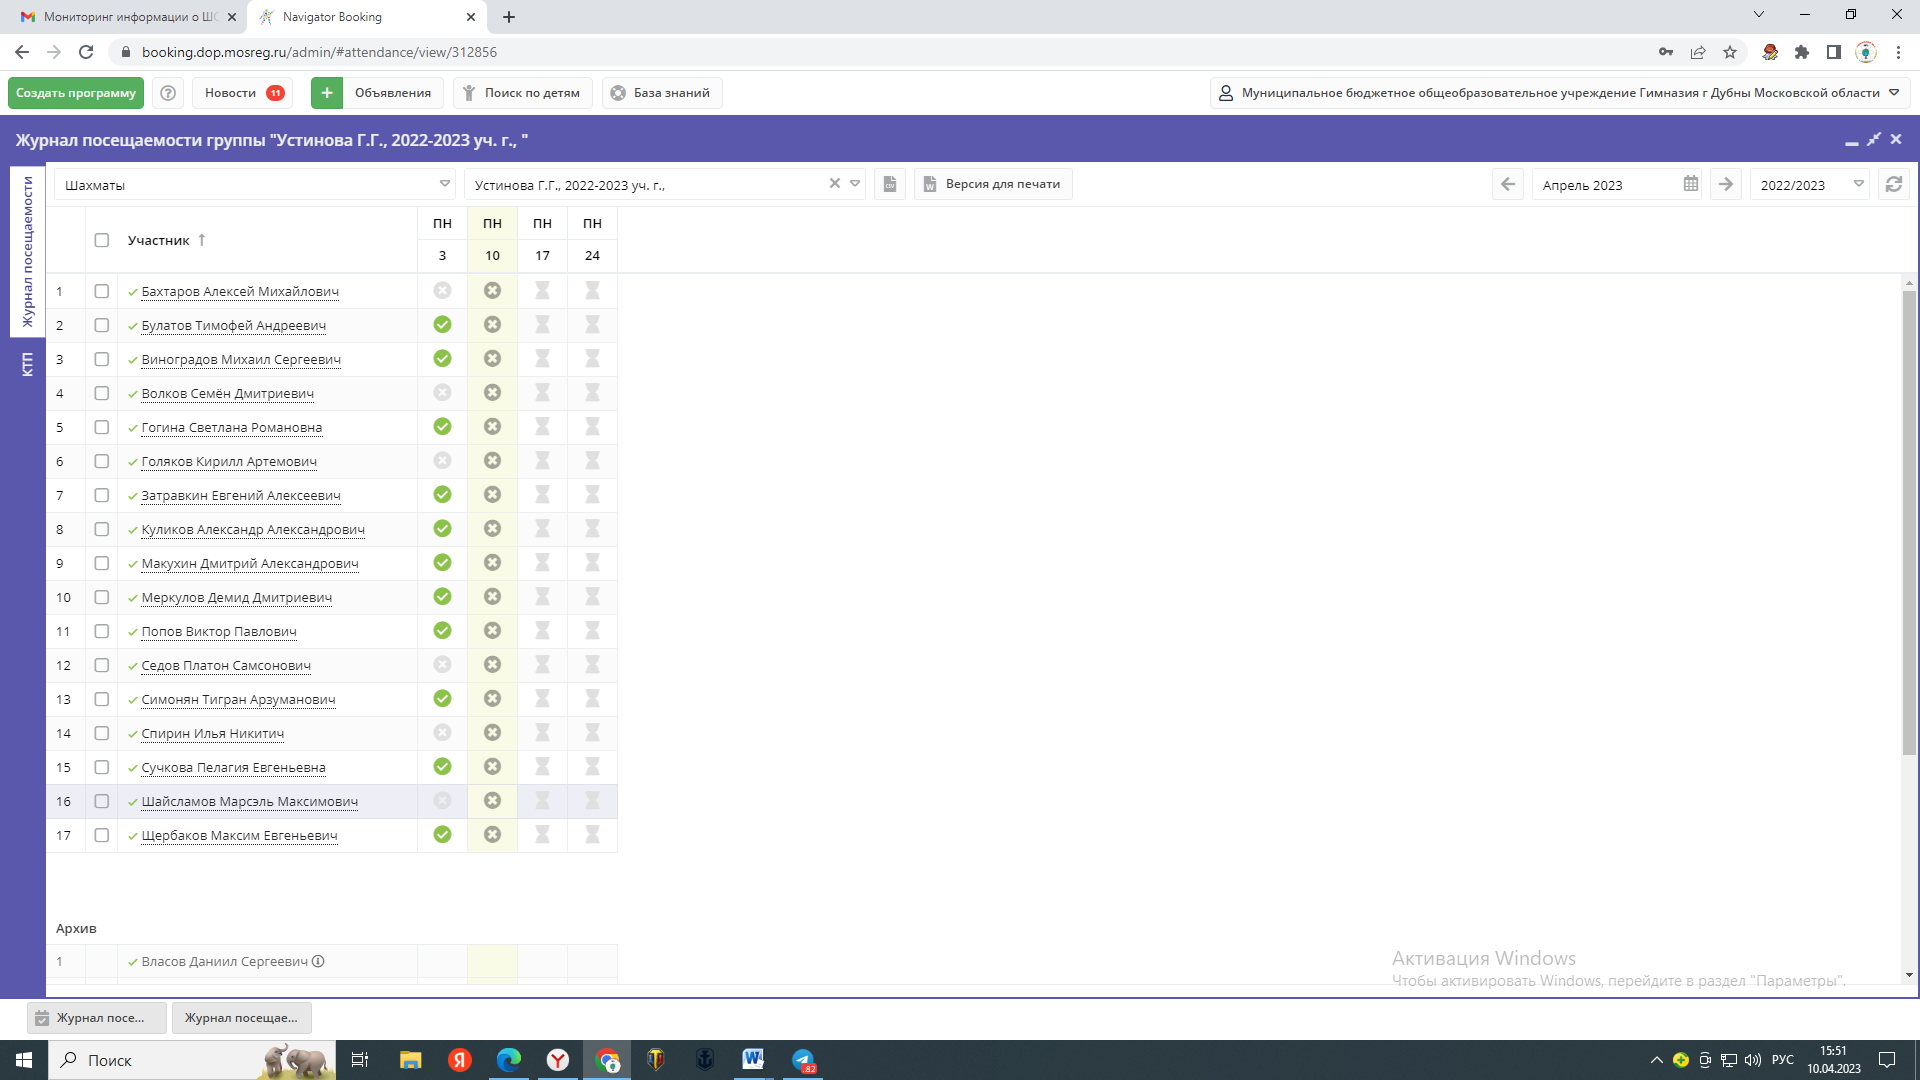 Мониторинг информации о ШС
Navigator Booking
booking.dop.mosreg.ru/admin/#attendance/view/312856
Создать программу
Новости 11
Объявления
Поиск по детям
База знаний
Муниципальное бюджетное общеобразовательное учреждение Гимназия г Дубны Московской области
Журнал посещаемости группы "Устинова Г.Г., 2022-2023 уч. г., "
Журнал посещаемости
КТП
Шахматы
Устинова Г.Г., 2022-2023 уч. г.,
CSV
W Версия для печати
Апрель 2023
2022/2023
Участник ↑
ПН ПН ПН ПН
3 10 17 24
1 Бахтаров Алексей Михайлович
2 Булатов Тимофей Андреевич
3 Виноградов Михаил Сергеевич
4 Волков Семён Дмитриевич
5 Гогина Светлана Романовна
6 Голяков Кирилл Артемович
7 Затравкин Евгений Алексеевич
8 Куликов Александр Александрович
9 Макухин Дмитрий Александрович
10 Меркулов Демид Дмитриевич
11 Попов Виктор Павлович
12 Седов Платон Самсонович
13 Симонян Тигран Арзуманович
14 Спирин Илья Никитич
15 Сучкова Пелагия Евгеньевна
16 Шайсламов Марсэль Максимович
17 Щербаков Максим Евгеньевич
Архив
1 Власов Даниил Сергеевич
Активация Windows
Чтобы активировать Windows, перейдите в раздел "Параметры".
Журнал посе...
Журнал посещае...
Поиск
82
РУС
15:51
10.04.2023